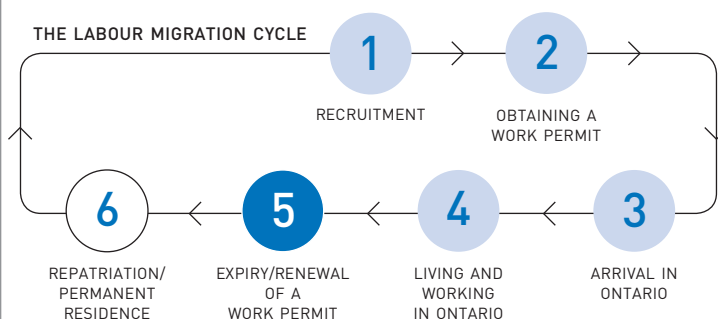 THE LABOUR MIGRATION CYCLE
1
RECRUITMENT
2
OBTAINING A
WORK PERMIT
3
ARRIVAL IN
ONTARIO
4
LIVING AND
WORKING
IN ONTARIO
5
EXPIRY/RENEWAL
OF A
WORK PERMIT
6
REPATRIATION/
PERMANENT
RESIDENCE